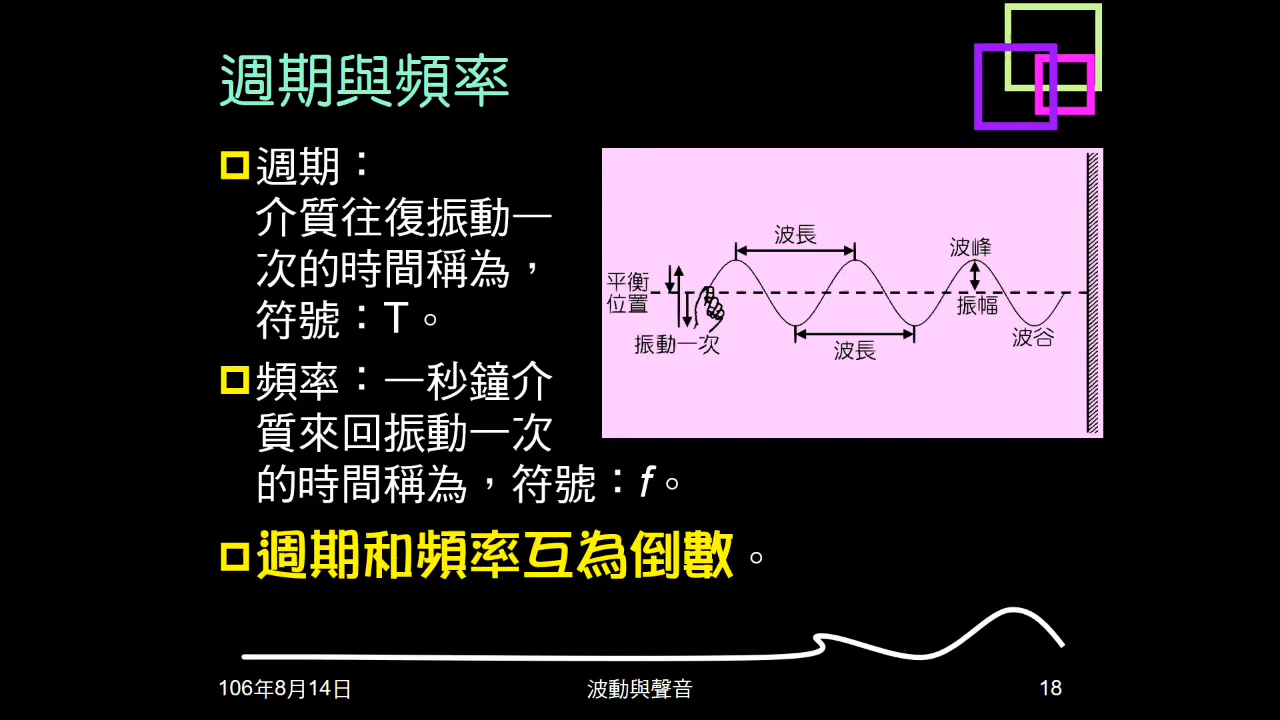 週期與頻率
週期：
介質往復振動一
次的時間稱為，
符號：T。
頻率：一秒鐘介
質來回振動一次
的時間稱為，符號：f。
週期和頻率互為倒數。
波長
波峰
平衡
位置
振幅
振動一次
波長
波谷
106年8月14日
波動與聲音
18